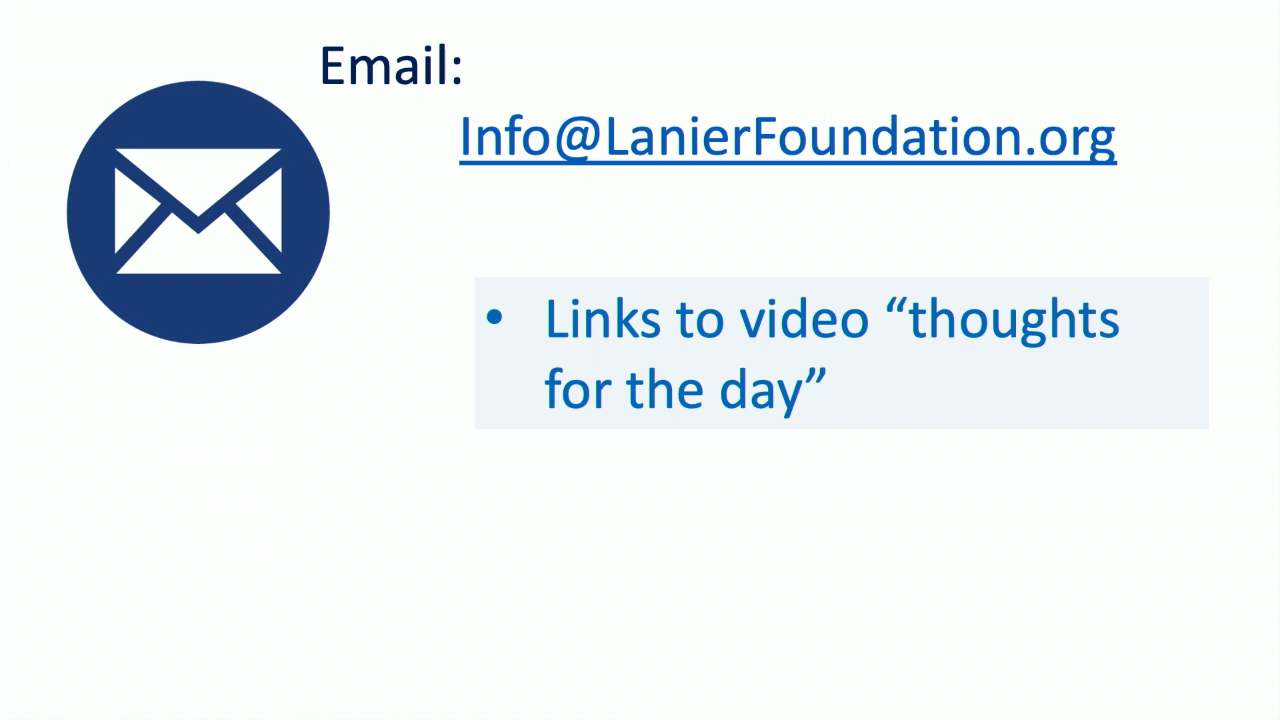 Email:
Info@LanierFoundation.org
• Links to video “thoughts
for the day”